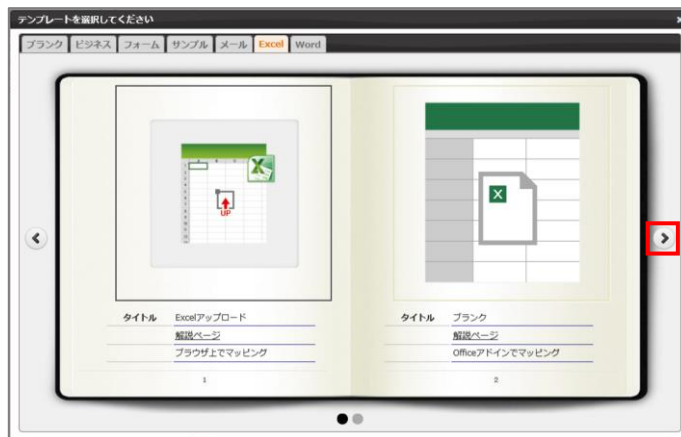 テンプレートを選択してください
ブランク ビジネス フォーム サンプル メール Excel Word
UP
タイトル Excelアップロード
解説ページ
ブラウザ上でマッピング
1
タイトル ブランク
解説ページ
Officeアドインでマッピング
2